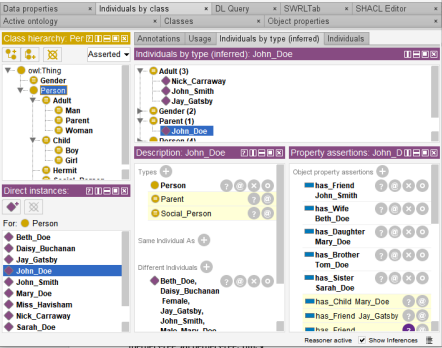 Data properties × Individuals by class × DL Query × SWRLTab × SHACL Editor ×
Active ontology × Classes × Object properties ×
Class hierarchy: Per
Asserted
owl:Thing
Gender
Person
Adult
Man
Parent
Woman
Child
Boy
Girl
Hermit
Direct instances:
For: Person
Beth_Doe
Daisy_Buchanan
Jay_Gatsby
John_Doe
John_Smith
Mary_Doe
Miss_Havisham
Nick_Carraway
Sarah_Doe
Annotations Usage Individuals by type (inferred) Individuals
Individuals by type (inferred): John_Doe
Adult (3)
Nick_Carraway
John_Smith
Jay_Gatsby
Gender (2)
Parent (1)
John_Doe
Person (4)
Description: John_Doe
Types
Person
Parent
Social_Person
Same Individual As
Different Individuals
Beth_Doe,
Daisy_Buchanan
Female,
Jay_Gatsby,
John_Smith,
Male, Mary_Doe
Property assertions: John_D
Object property assertions
has_Friend
John_Smith
has_Wife
Beth_Doe
has_Daughter
Mary_Doe
has_Brother
Tom_Doe
has_Sister
Sarah_Doe
has_Child Mary_Doe
has_Friend Jay_Gatsby
has_Friend
Reasoner active Show Inferences